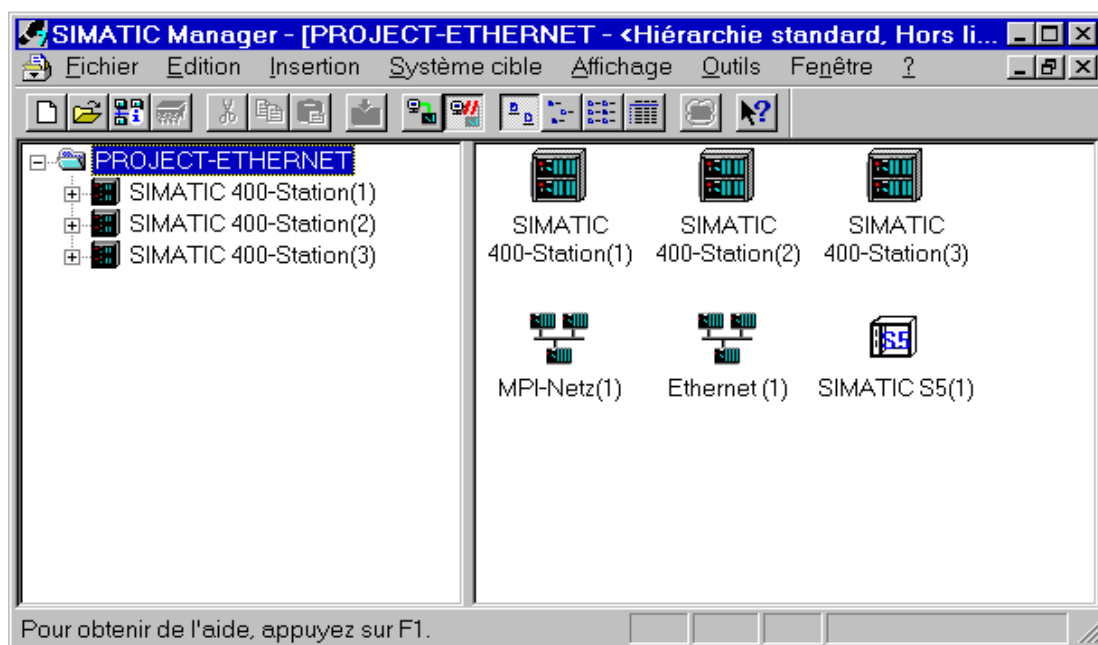 SIMATIC Manager - [PROJECT-ETHERNET - <Hiérarchie standard, Hors li...
Fichier Edition Insertion Système cible Affichage Outils Fenêtre ?
PROJECT-ETHERNET
SIMATIC 400-Station(1)
SIMATIC 400-Station(2)
SIMATIC 400-Station(3)
SIMATIC
400-Station(1)
SIMATIC
400-Station(2)
SIMATIC
400-Station(3)
MPI-Netz(1)
Ethernet (1)
S5
SIMATIC S5(1)
Pour obtenir de l'aide, appuyez sur F1.